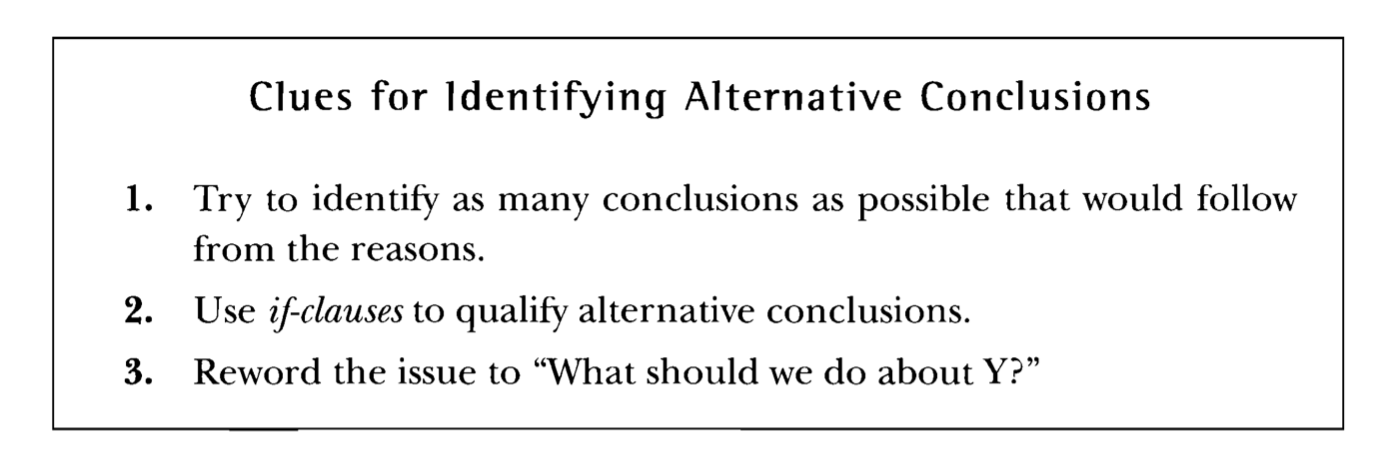 Clues for Identifying Alternative Conclusions
1. Try to identify as many conclusions as possible that would follow
from the reasons.
2. Use if-clauses to qualify alternative conclusions.
3. Reword the issue to “What should we do about Y?”